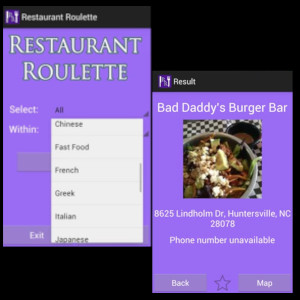 Restaurant Roulette
RESTAURANT
ROULETTE
Select:
All
Within:
Chinese
Fast Food
French
Greek
Italian
Japanese
Exit
Result
Bad Daddy's Burger Bar
8625 Lindholm Dr, Huntersville, NC
28078
Phone number unavailable
Back
Map